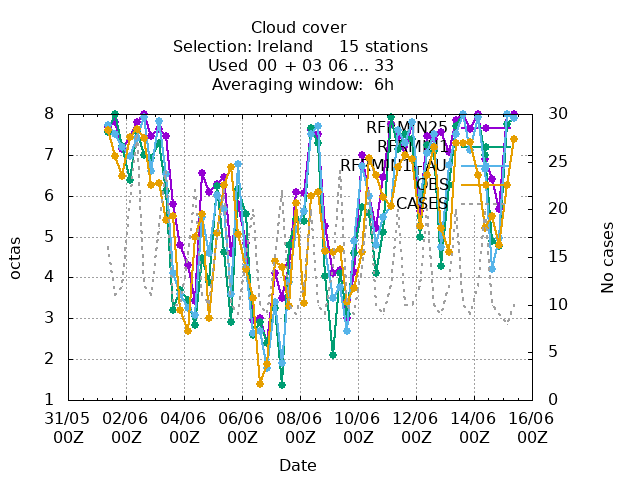 Cloud cover
Selection: Ireland 15 stations
Used 00 + 03 06 ... 33
Averaging window: 6h
8
7
6
5
4
3
2
1
octas
30
25
20
15
10
5
0
No cases
OBS
CASES
31/05 02/06 04/06 06/06 08/06 10/06 12/06 14/06 16/06
00Z 00Z 00Z 00Z 00Z 00Z 00Z 00Z 00Z
Date